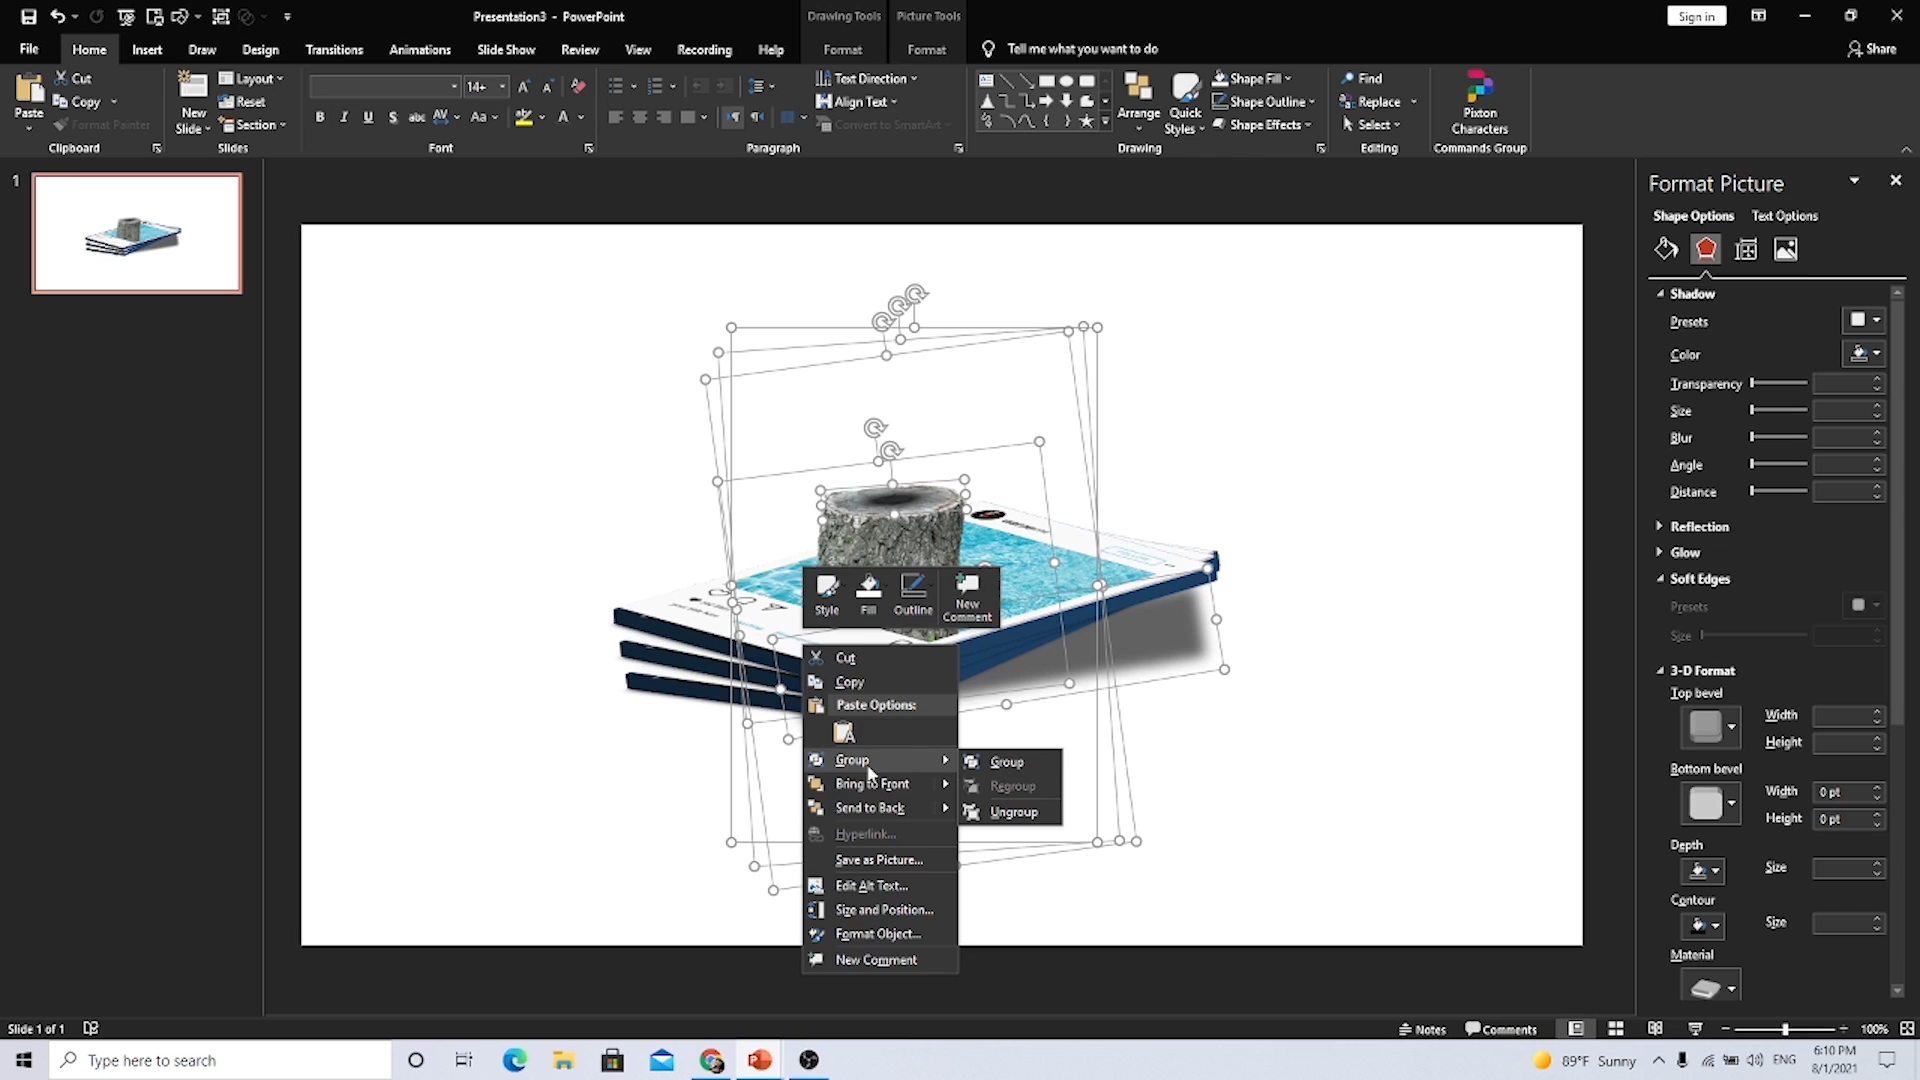 Presentation3 - PowerPoint
Drawing Tools
Picture Tools
Sign in
File
Home
Insert
Draw
Design
Transitions
Animations
Slide Show
Review
View
Recording
Help
Format
Format
Tell me what you want to do
Share
Paste
Cut
Copy
Format Painter
Clipboard
New
Slide
Layout
Reset
Section
Slides
14+
B I U S abc AV Aa
A
Font
Text Direction
Align Text
Convert to SmartArt
Paragraph
Arrange
Quick
Styles
Shape Fill
Shape Outline
Shape Effects
Drawing
Find
Replace
Select
Editing
Pixton
Characters
Commands Group
1
Style
Fill
Outline
New
Comment
Cut
Copy
Paste Options:
Group
Bring to Front
Send to Back
Hyperlink...
Save as Picture...
Edit Alt Text...
Size and Position...
Format Object...
New Comment
Group
Regroup
Ungroup
Format Picture
Shape Options
Text Options
Shadow
Presets
Color
Transparency
Size
Blur
Angle
Distance
Reflection
Glow
Soft Edges
Presets
Size
3-D Format
Top bevel
Width
Height
Bottom bevel
Width
0 pt
Height
0 pt
Depth
Size
Contour
Size
Material
Slide 1 of 1
Notes
Comments
100%
Type here to search
89°F Sunny
ENG
6:10 PM
8/1/2021